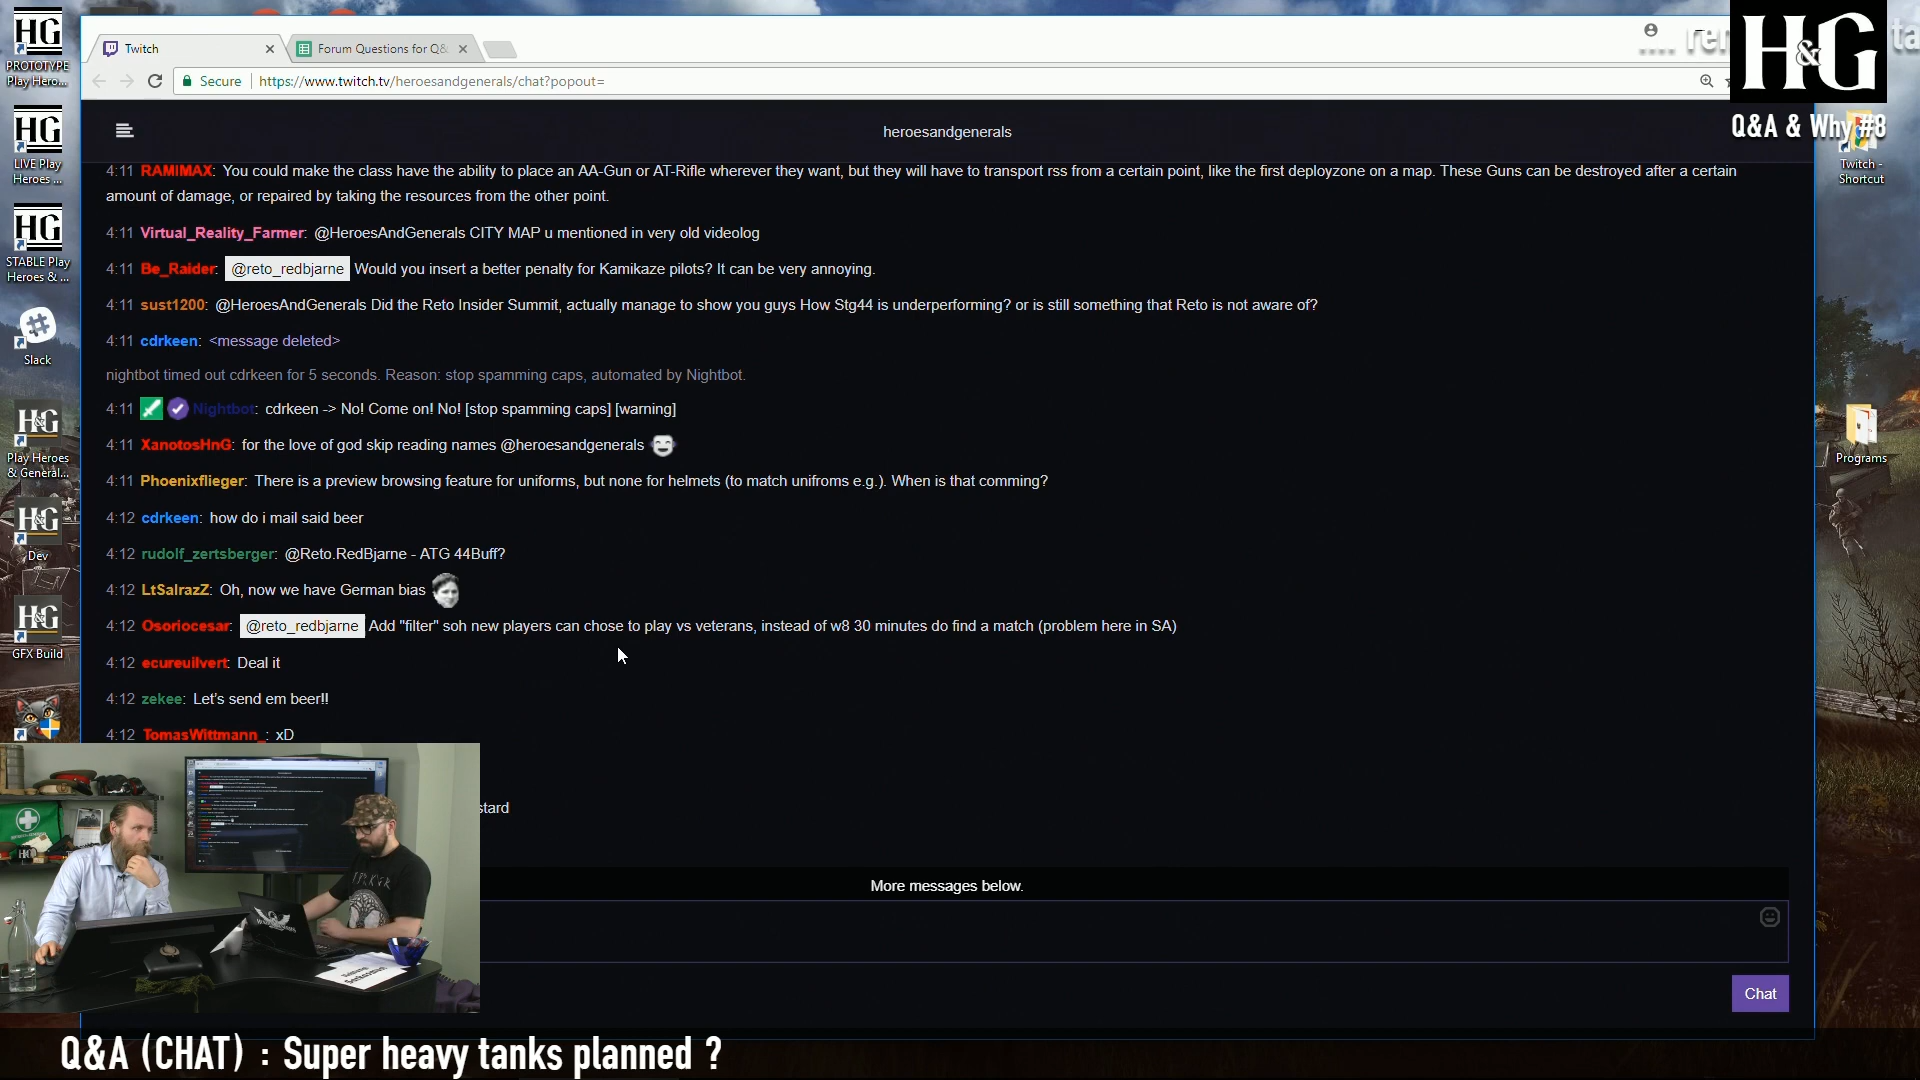 Twitch
Forum Questions for Q&
Secure
https://www.twitch.tv/heroesandgenerals/chat?popout=
H&G
Q&A & Why #8
PROTOTYPE
Play Hero...
LIVE Play
Heroes ...
STABLE Play
Heroes & ...
Slack
Play Heroes
& General...
Dev
GFX Build
Twitch -
Shortcut
Programs
heroesandgenerals
4:11 RAMIMAX: You could make the class have the ability to place an AA-Gun or AT-Rifle wherever they want, but they will have to transport rss from a certain point, like the first deployzone on a map. These Guns can be destroyed after a certain
amount of damage, or repaired by taking the resources from the other point.
4:11 Virtual_Reality_Farmer: @HeroesAndGenerals CITY MAP u mentioned in very old videolog
4:11 Be_Raider: @reto_redbjarne Would you insert a better penalty for Kamikaze pilots? It can be very annoying.
4:11 sust1200: @HeroesAndGenerals Did the Reto Insider Summit, actually manage to show you guys How Stg44 is underperforming? or is still something that Reto is not aware of?
4:11 cdrkeen: <message deleted>
nightbot timed out cdrkeen for 5 seconds. Reason: stop spamming caps, automated by Nightbot.
4:11 Nightbot: cdrkeen -> No! Come on! No! [stop spamming caps] [warning]
4:11 XanotosHnG: for the love of god skip reading names @heroesandgenerals
4:11 Phoenixflieger: There is a preview browsing feature for uniforms, but none for helmets (to match unifroms e.g.). When is that comming?
4:12 cdrkeen: how do i mail said beer
4:12 rudolf_zertsberger: @Reto.RedBjarne - ATG 44Buff?
4:12 LtSalrazZ: Oh, now we have German bias
4:12 Osoriocesar: @reto_redbjarne Add "filter" soh new players can chose to play vs veterans, instead of w8 30 minutes do find a match (problem here in SA)
4:12 ecureuilvert: Deal it
4:12 zekee: Let's send em beer!!
4:12 TomasWittmann_: xD
stard
More messages below.
Chat
Q&A (CHAT) : Super heavy tanks planned ?